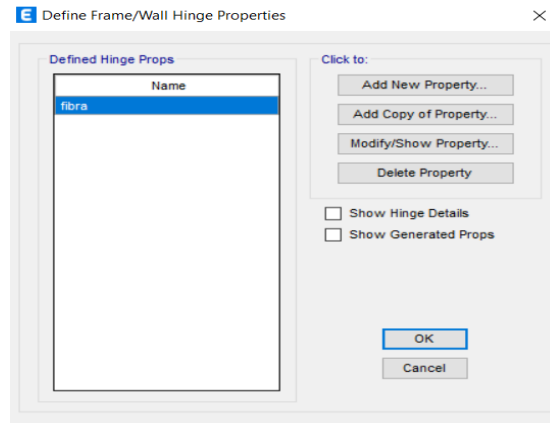 Define Frame/Wall Hinge Properties
Defined Hinge Props
Name
fibra
Click to:
Add New Property...
Add Copy of Property...
Modify/Show Property...
Delete Property
Show Hinge Details
Show Generated Props
OK
Cancel